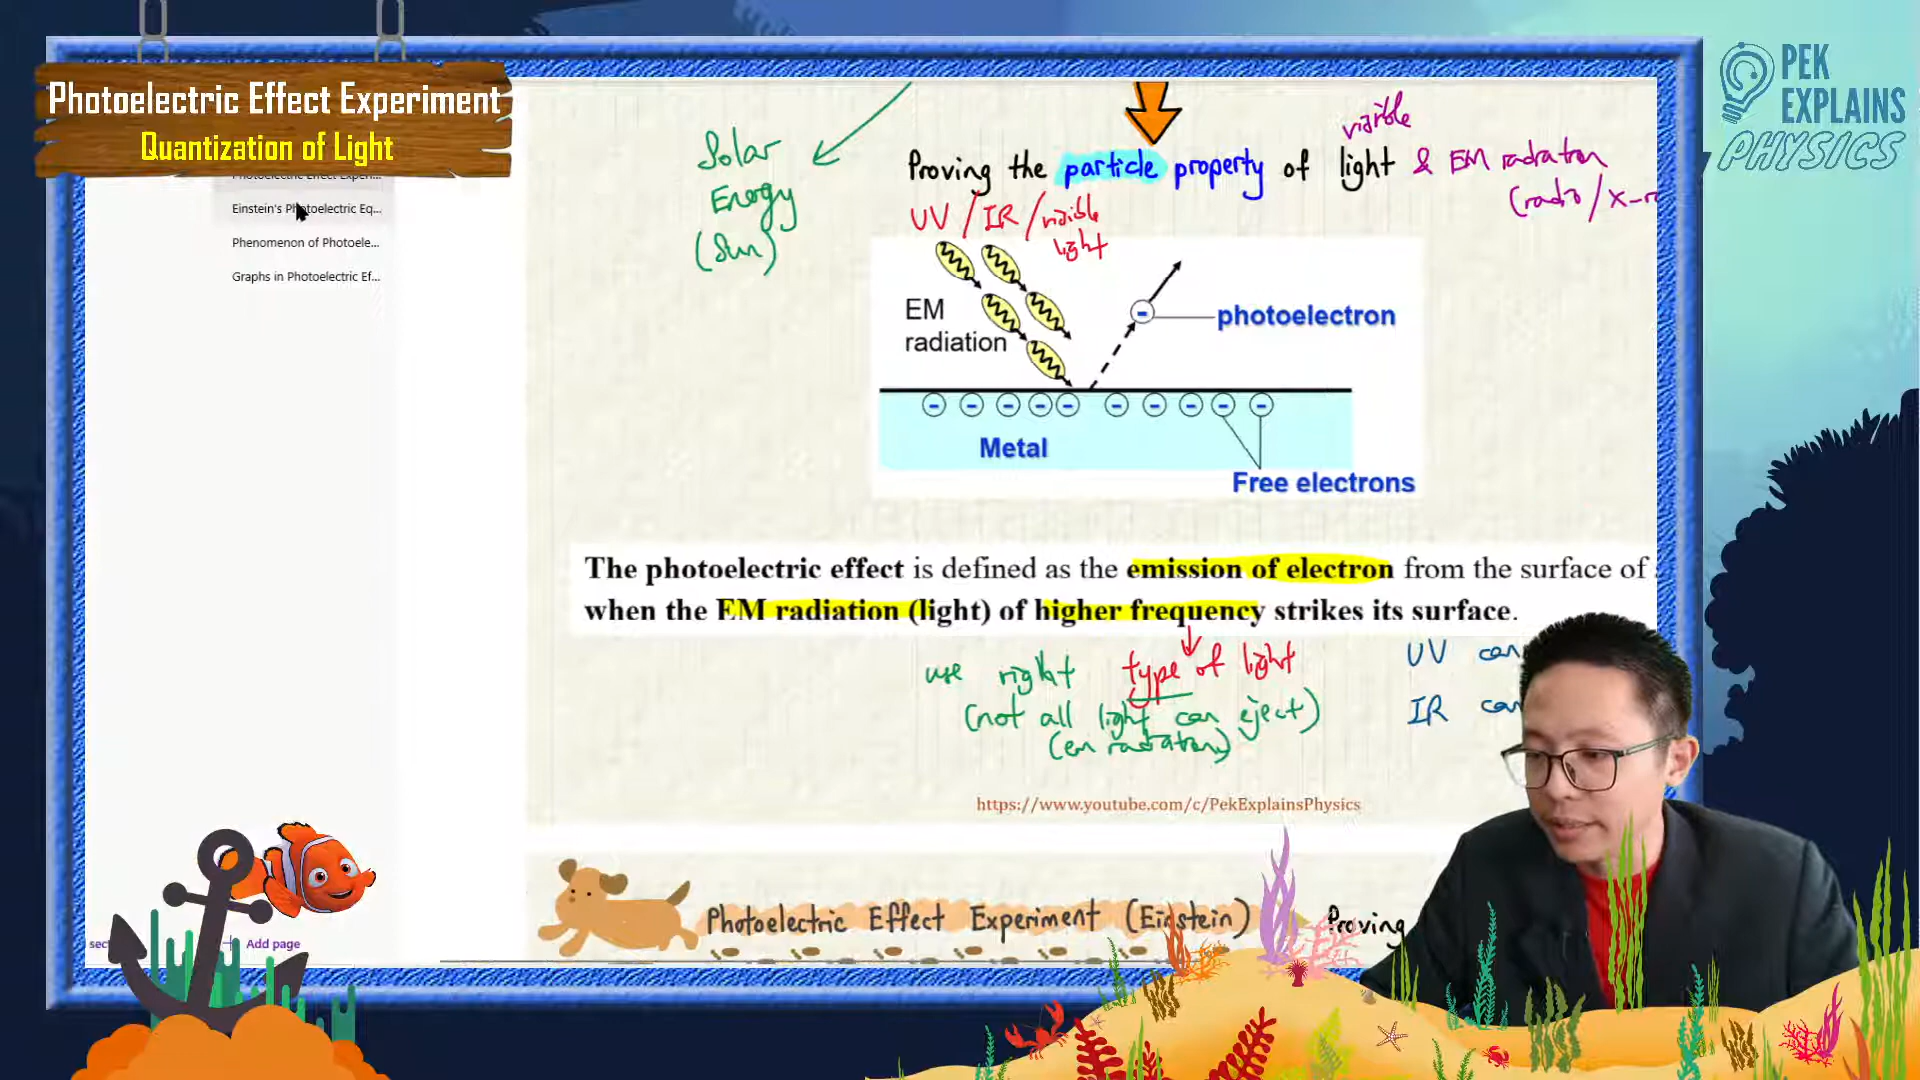 Photoelectric Effect Experiment
Quantization of Light
PEK
EXPLAINS
PHYSICS
Photoelectric Effect Experi...
Einstein's Photoelectric Eq...
Phenomenon of Photoele...
Graphs in Photoelectric Ef...
Solar
Energy
(Sun)
visible
Proving the particle property of light & EM radiation
(radio/x-r
UV / IR / visible
light
EM
radiation
photoelectron
Metal
Free electrons
The photoelectric effect is defined as the emission of electron from the surface of
when the EM radiation (light) of higher frequency strikes its surface.
use right type of light
(not all light can eject)
(em radiation)
UV can
IR can
https://www.youtube.com/c/PekExplainsPhysics
Photoelectric Effect Experiment (Einstein)
Proving
sec
Add page